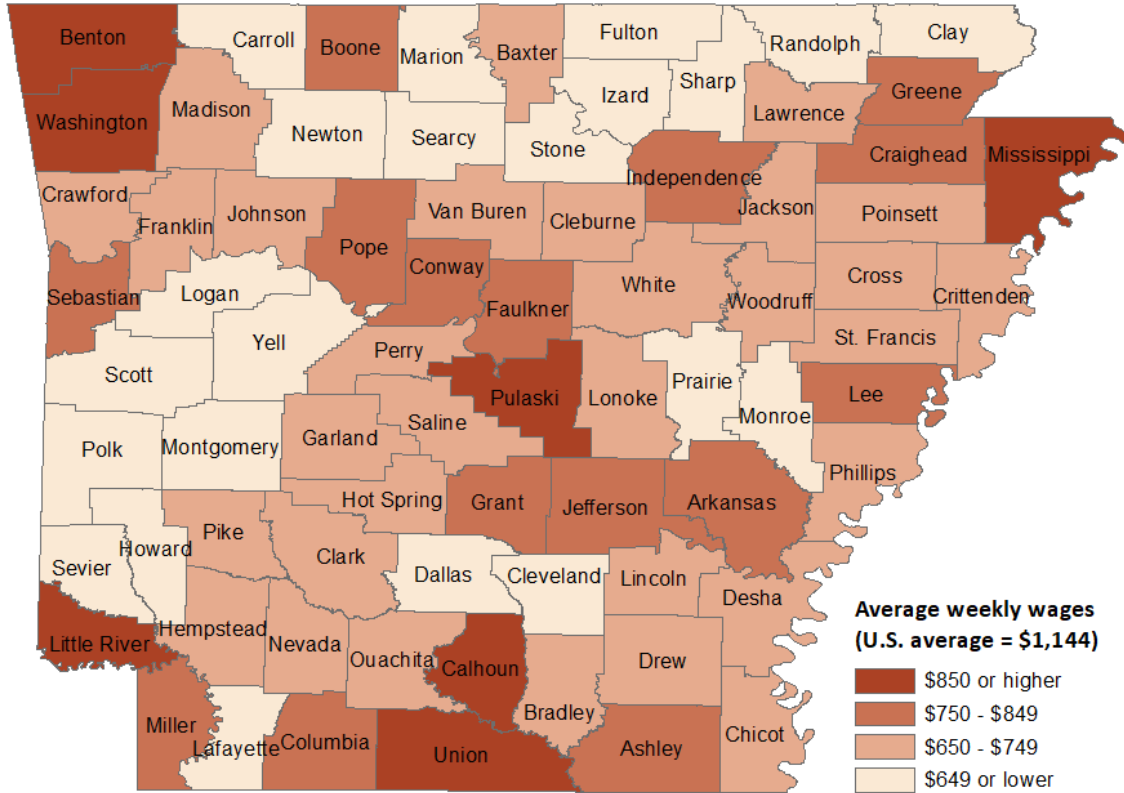 Benton
Carroll
Boone
Marion
Baxter
Fulton
Randolph
Clay
Sharp
Izard
Greene
Madison
Lawrence
Washington
Newton
Searcy
Stone
Craighead
Mississippi
Independence
Crawford
Franklin
Johnson
Van Buren
Cleburne
Jackson
Poinsett
Pope
Conway
White
Cross
Sebastian
Logan
Faulkner
Woodruff
Crittenden
Yell
Perry
St. Francis
Scott
Pulaski
Lonoke
Prairie
Monroe
Lee
Saline
Garland
Polk
Montgomery
Phillips
Hot Spring
Grant
Jefferson
Arkansas
Pike
Howard
Clark
Sevier
Dallas
Cleveland
Lincoln
Desha
Hempstead
Little River
Nevada
Ouachita
Calhoun
Drew
Bradley
Miller
Lafayette
Columbia
Union
Ashley
Chicot
Average weekly wages
(U.S. average = $1,144)
$850 or higher
$750 - $849
$650 - $749
$649 or lower